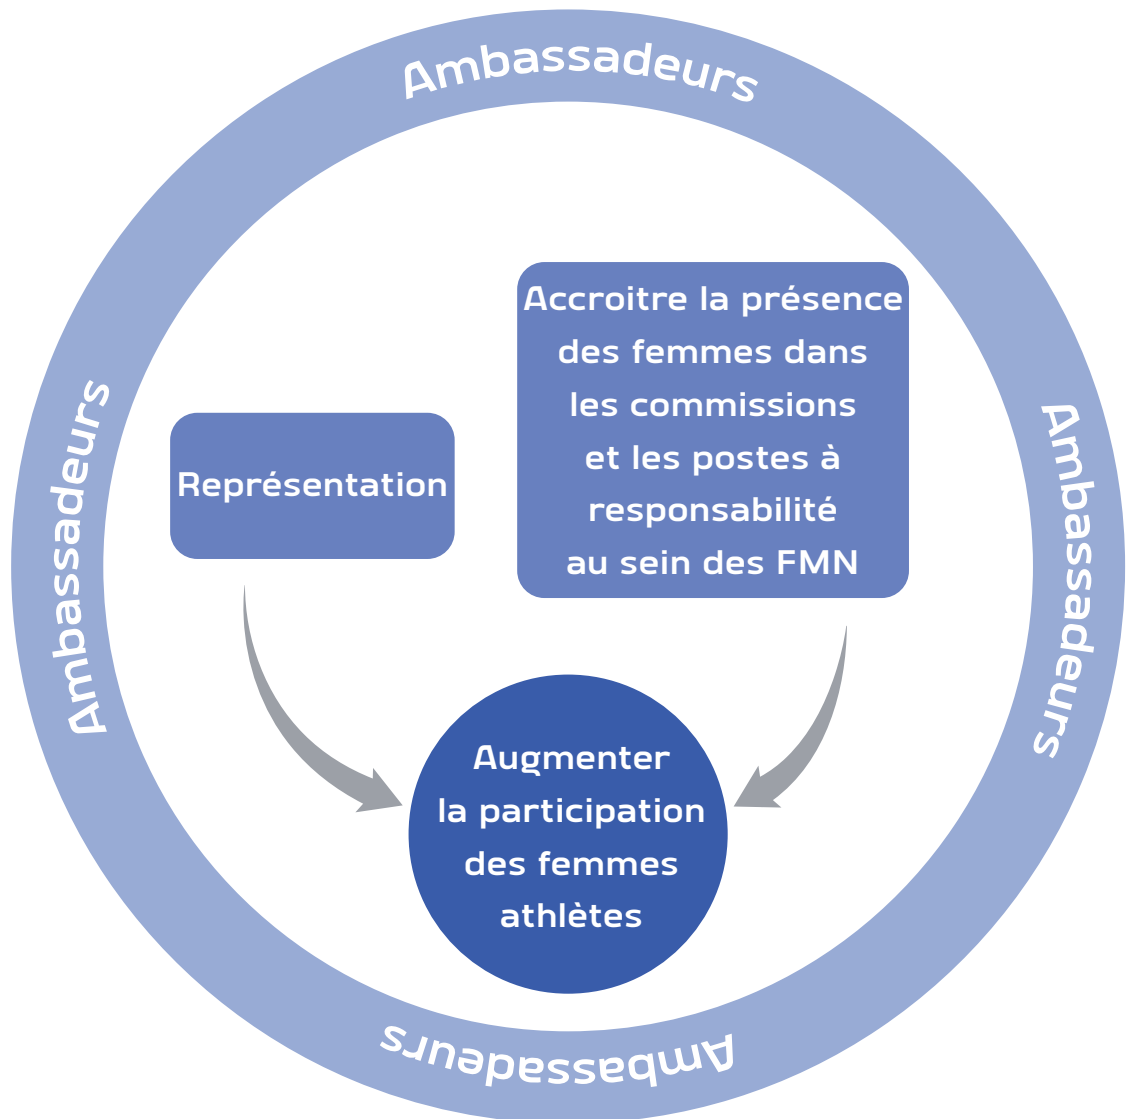 Ambassadeurs
Accroitre la présence
des femmes dans
les commissions
et les postes à
responsabilité
au sein des FMN
Représentation
Ambassadeurs
Ambassadeurs
Augmenter
la participation
des femmes
athlètes
Ambassadeurs